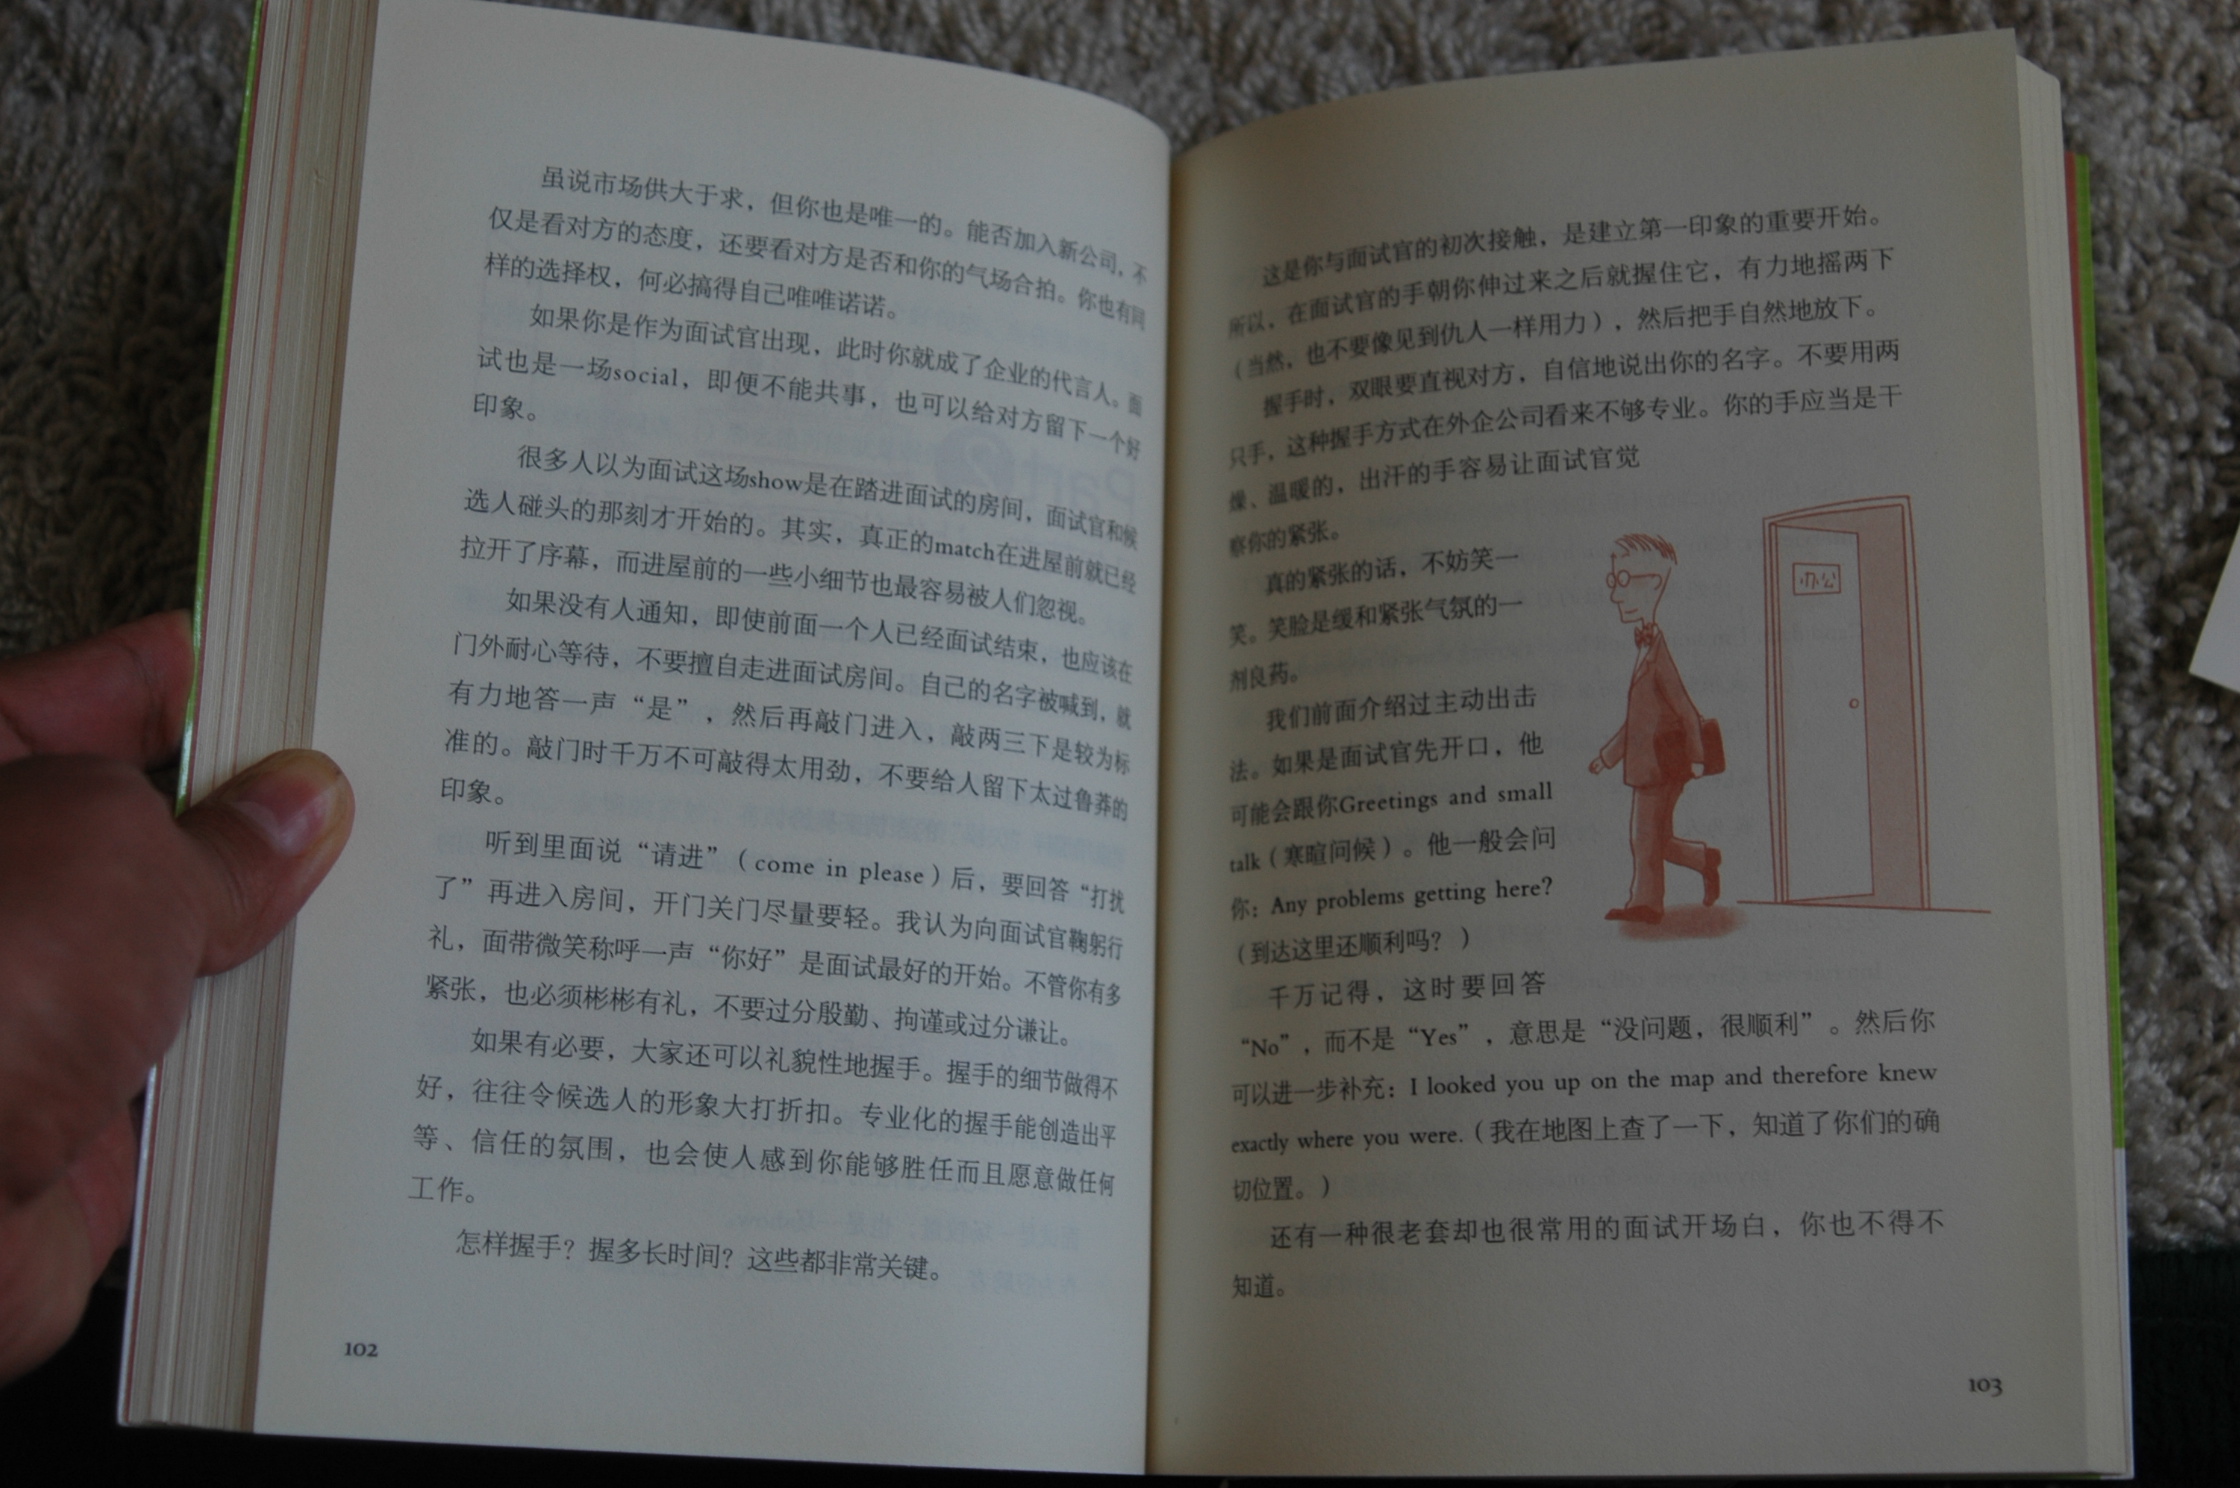 虽说市场供大于求，但你也是唯一的。能否加入新公司，不
仅是看对方的态度，还要看对方是否和你的气场合拍。你也有同
样的选择权，何必搞得自己唯唯诺诺。
如果你是作为面试官出现，此时你就成了企业的代言人。面
试也是一场social，即便不能共事，也可以给对方留下一个好
印象。
很多人以为面试这场show是在踏进面试的房间，面试官和候
选人碰头的那刻才开始的。其实，真正的match在进屋前就已经
拉开了序幕，而进屋前的一些小细节也最容易被人们忽视。
如果没有人通知，即使前面一个人已经面试结束，也应该在
门外耐心等待，不要擅自走进面试房间。自己的名字被喊到，就
有力地答一声“是”，然后再敲门进入，敲两三下是较为标
准的。敲门时千万不可敲得太用劲，不要给人留下太过鲁莽的
印象。
听到里面说“请进”（come in please）后，要回答“打扰
了”再进入房间，开门关门尽量要轻。我认为向面试官鞠躬行
礼，面带微笑称呼一声“你好”是面试最好的开始。不管你有多
紧张，也必须彬彬有礼，不要过分殷勤、拘谨或过分谦让。
如果有必要，大家还可以礼貌性地握手。握手的细节做得不
好，往往令候选人的形象大打折扣。专业化的握手能创造出平
等、信任的氛围，也会使人感到你能够胜任而且愿意做任何
工作。
怎样握手？握多长时间？这些都非常关键。
102
这是你与面试官的初次接触，是建立第一印象的重要开始。
所以，在面试官的手朝你伸过来之后就握住它，有力地摇两下
（当然，也不要像见到仇人一样用力），然后把手自然地放下。
握手时，双眼要直视对方，自信地说出你的名字。不要用两
只手，这种握手方式在外企公司看来不够专业。你的手应当是干
燥、温暖的，出汗的手容易让面试官觉
察你的紧张。
真的紧张的话，不妨笑一
笑。笑脸是缓和紧张气氛的一
剂良药。
我们前面介绍过主动出击
法。如果是面试官先开口，他
可能会跟你Greetings and small
talk（寒暄问候）。他一般会问
你：Any problems getting here?
（到达这里还顺利吗？）
千万记得，这时要回答
“No”，而不是“Yes”，意思是“没问题，很顺利”。然后你
可以进一步补充：I looked you up on the map and therefore knew
exactly where you were.（我在地图上查了一下，知道了你们的确
切位置。）
还有一种很老套却也很常用的面试开场白，你也不得不
知道。
办公
103